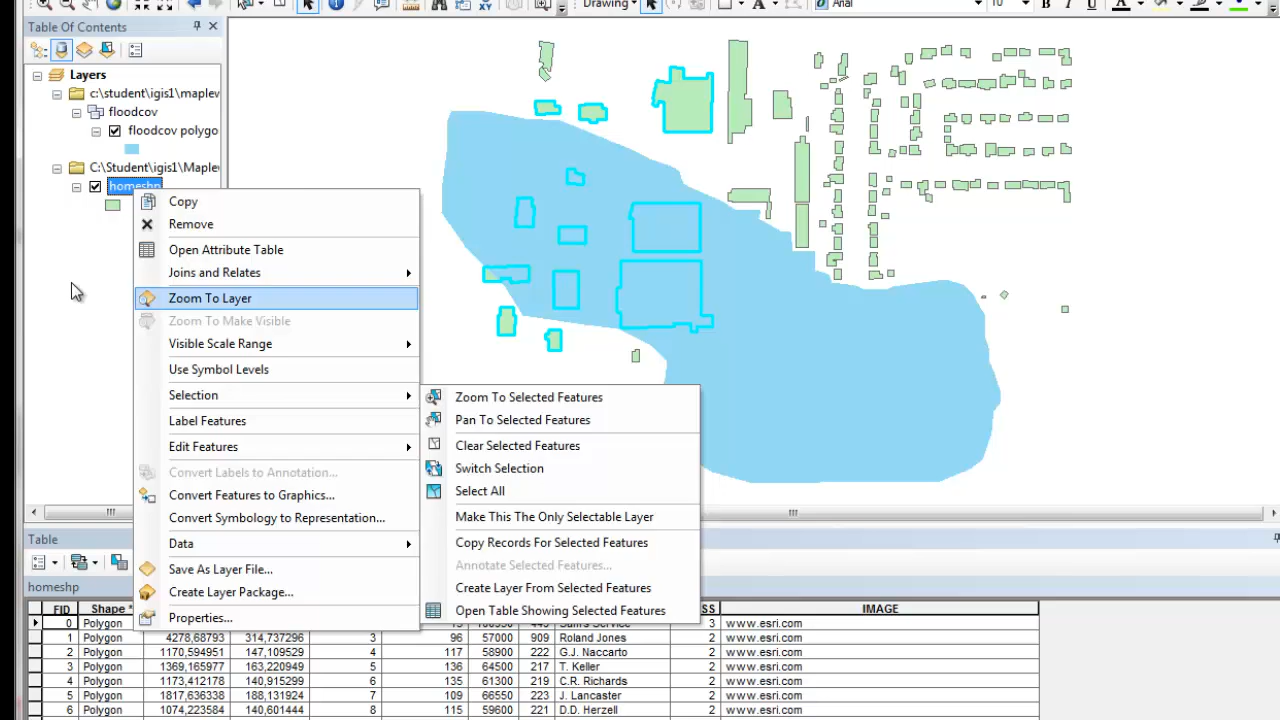 Drawing
Arial
10
B I U A
Table Of Contents
Layers
c:\student\igis1\maplew
floodcov
floodcov polygo
C:\Student\igis1\Maplew
homeshp
Copy
Remove
Open Attribute Table
Joins and Relates
Zoom To Layer
Zoom To Make Visible
Visible Scale Range
Use Symbol Levels
Selection
Label Features
Edit Features
Convert Labels to Annotation...
Convert Features to Graphics...
Convert Symbology to Representation...
Data
Save As Layer File...
Create Layer Package...
Properties...
Zoom To Selected Features
Pan To Selected Features
Clear Selected Features
Switch Selection
Select All
Make This The Only Selectable Layer
Copy Records For Selected Features
Annotate Selected Features...
Create Layer From Selected Features
Open Table Showing Selected Features
Table
homeshp
FID Shape * SS IMAGE
0 Polygon 3 www.esri.com
1 Polygon 4278,68793 314,737296 3 96 57000 909 Roland Jones 2 www.esri.com
2 Polygon 1170,594951 147,109529 4 117 58900 222 G.J. Naccarto 2 www.esri.com
3 Polygon 1369,165977 163,220949 5 136 64500 217 T. Keller 2 www.esri.com
4 Polygon 1173,412178 140,915299 6 135 61300 219 C.R. Richards 2 www.esri.com
5 Polygon 1817,636338 188,131924 7 109 66550 223 J. Lancaster 2 www.esri.com
6 Polygon 1074,223584 140,601444 8 115 59600 221 D.D. Herzell 2 www.esri.com